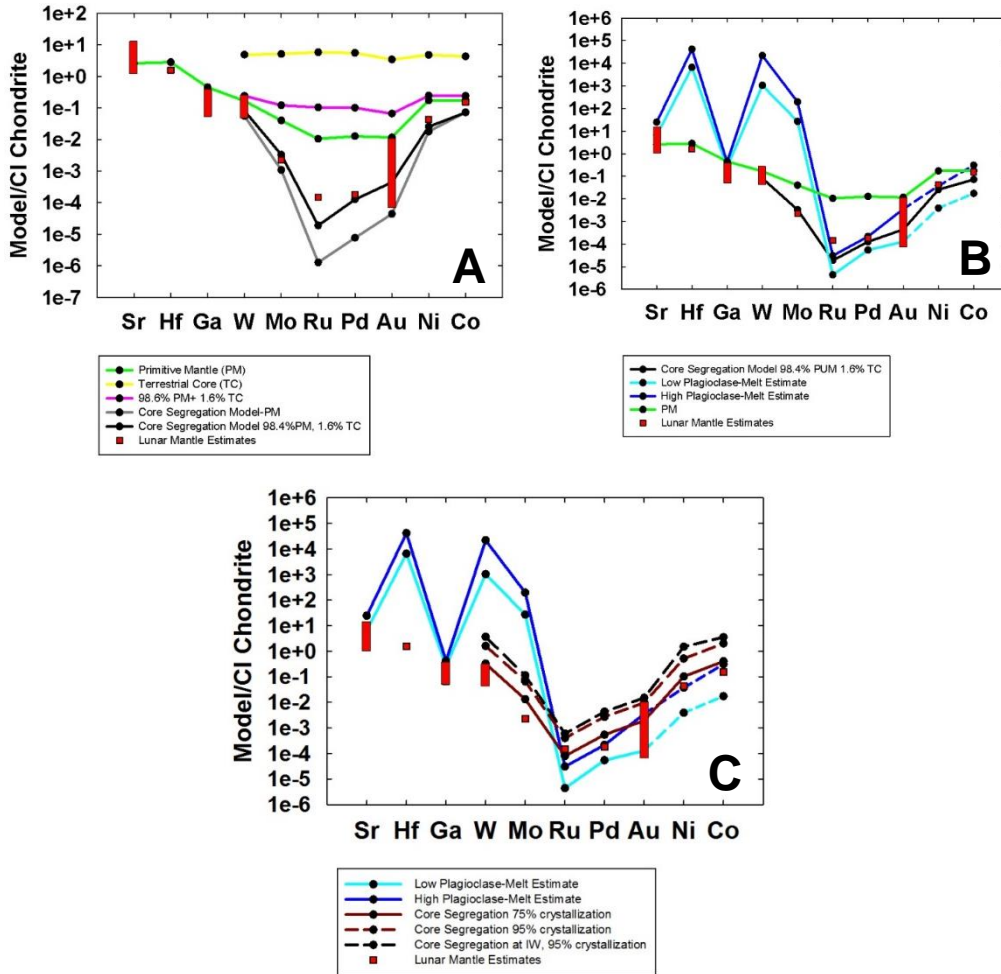 Model/CI Chondrite
1e+2
1e+1
1e+0
1e-1
1e-2
1e-3
1e-4
1e-5
1e-6
1e-7
A
Sr Hf Ga W Mo Ru Pd Au Ni Co
Primitive Mantle (PM)
Terrestrial Core (TC)
98.6% PM+ 1.6% TC
Core Segregation Model-PM
Core Segregation Model 98.4%PM, 1.6% TC
Lunar Mantle Estimates
Model/CI Chondrite
1e+6
1e+5
1e+4
1e+3
1e+2
1e+1
1e+0
1e-1
1e-2
1e-3
1e-4
1e-5
1e-6
B
Sr Hf Ga W Mo Ru Pd Au Ni Co
Core Segregation Model 98.4% PUM 1.6% TC
Low Plagioclase-Melt Estimate
High Plagioclase-Melt Estimate
PM
Lunar Mantle Estimates
Model/CI Chondrite
1e+6
1e+5
1e+4
1e+3
1e+2
1e+1
1e+0
1e-1
1e-2
1e-3
1e-4
1e-5
1e-6
C
Sr Hf Ga W Mo Ru Pd Au Ni Co
Low Plagioclase-Melt Estimate
High Plagioclase-Melt Estimate
Core Segregation 75% crystallization
Core Segregation 95% crystallization
Core Segregation at IW, 95% crystallization
Lunar Mantle Estimates